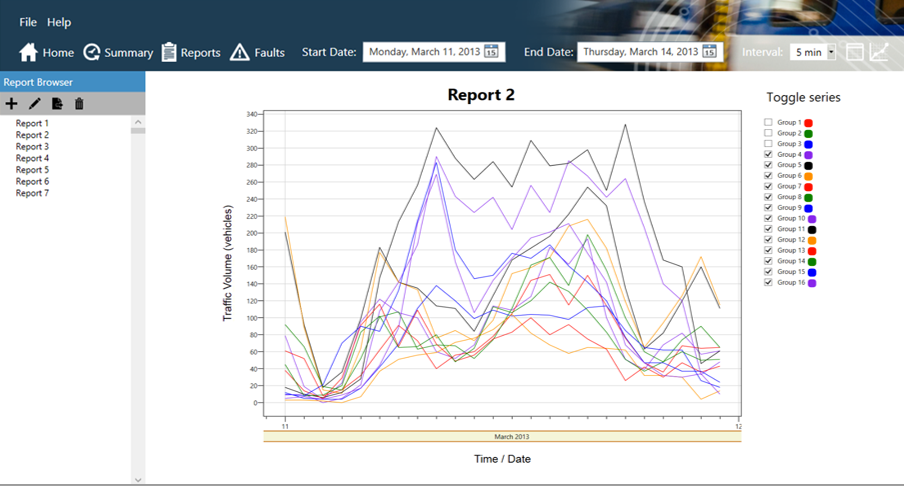 File Help
Home Summary Reports Faults Start Date: Monday, March 11, 2013 15 End Date: Thursday, March 14, 2013 15 Interval: 5 min
Report Browser
Report 1
Report 2
Report 3
Report 4
Report 5
Report 6
Report 7
Report 2
Traffic Volume (vehicles)
340
320
300
280
260
240
220
200
180
160
140
120
100
80
60
40
20
0
11 12
March 2013
Time / Date
Toggle series
Group 1
Group 2
Group 3
Group 4
Group 5
Group 6
Group 7
Group 8
Group 9
Group 10
Group 11
Group 12
Group 13
Group 14
Group 15
Group 16